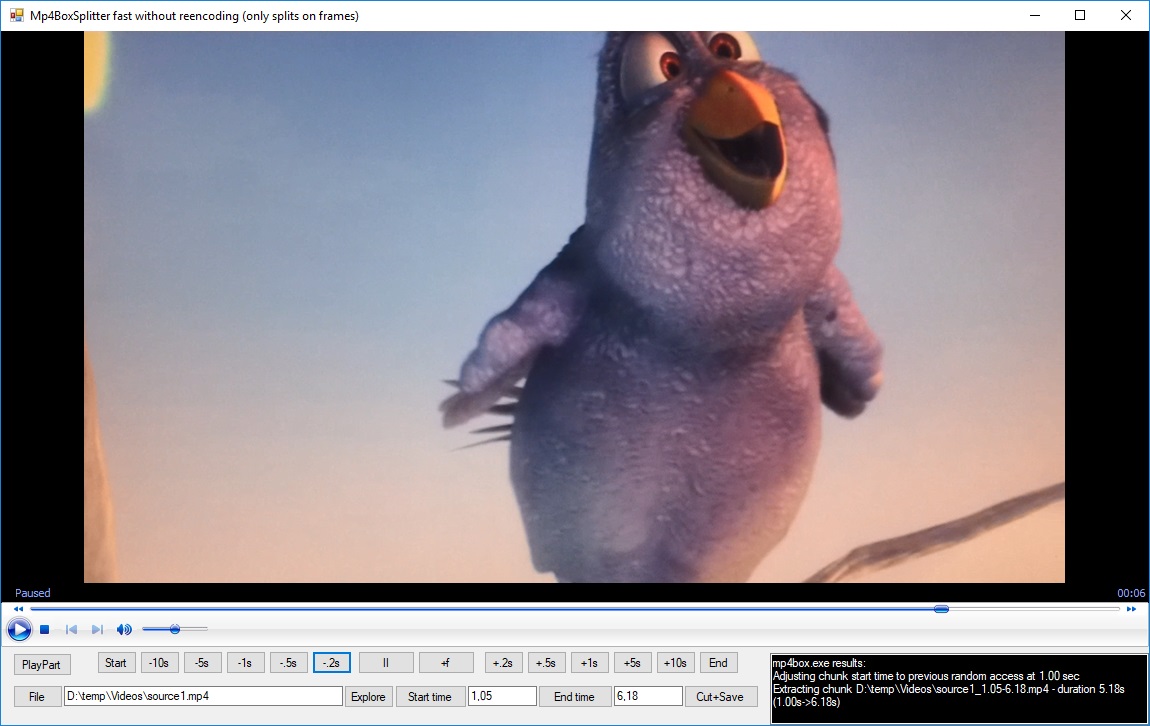 Mp4BoxSplitter fast without reencoding (only splits on frames)
Paused 00:06
PlayPart Start -10s -5s -1s -.5s -.2s II +f +.2s +.5s +1s +5s +10s End
File D:\temp\Videos\source1.mp4 Explore Start time 1,05 End time 6,18 Cut+Save
mp4box.exe results:
Adjusting chunk start time to previous random access at 1.00 sec
Extracting chunk D:\temp\Videos\source1_1.05-6.18.mp4 - duration 5.18s
(1.00s->6.18s)